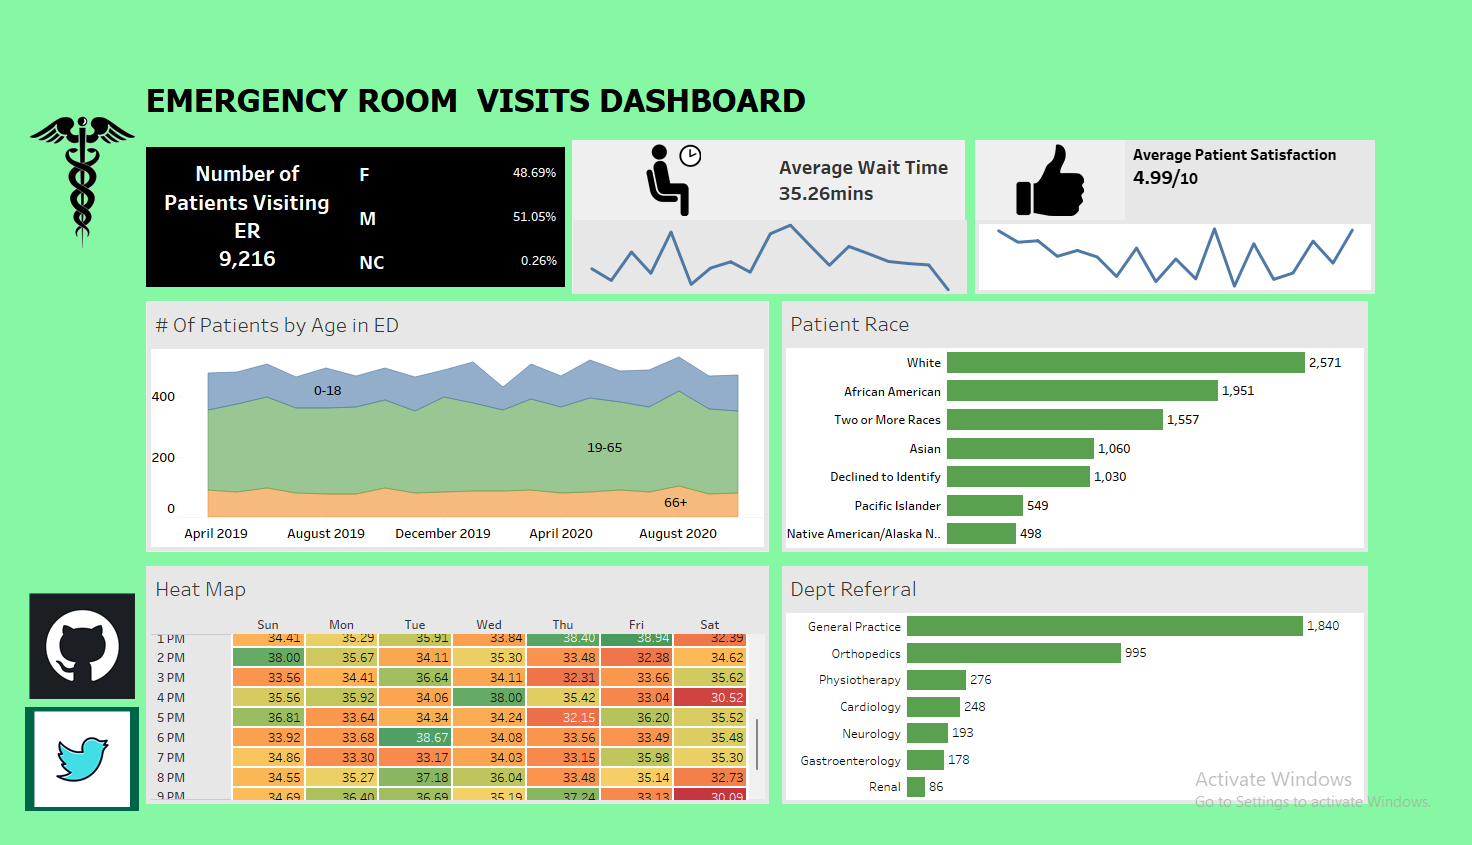 EMERGENCY ROOM  VISITS DASHBOARD
Number of
Patients Visiting
ER
9,216
F 48.69%
M 51.05%
NC 0.26%
Average Wait Time
35.26mins
Average Patient Satisfaction
4.99/10
# Of Patients by Age in ED
400
200
0
0-18
19-65
66+
April 2019 August 2019 December 2019 April 2020 August 2020
Patient Race
White 2,571
African American 1,951
Two or More Races 1,557
Asian 1,060
Declined to Identify 1,030
Pacific Islander 549
Native American/Alaska N.. 498
Heat Map
Sun Mon Tue Wed Thu Fri Sat
1 PM 34.41 35.29 35.91 33.84 38.40 38.94 32.39
2 PM 38.00 35.67 34.11 35.30 33.48 32.38 34.62
3 PM 33.56 34.41 36.64 34.11 32.31 33.66 35.62
4 PM 35.56 35.92 34.06 38.00 35.42 33.04 30.52
5 PM 36.81 33.64 34.34 34.24 32.15 36.20 35.52
6 PM 33.92 33.68 38.67 34.08 33.56 33.49 35.48
7 PM 34.86 33.30 33.17 34.03 33.15 35.98 35.30
8 PM 34.55 35.27 37.18 36.04 33.48 35.14 32.73
9 PM 34.69 36.40 36.69 35.19 37.24 33.13 30.09
Dept Referral
General Practice 1,840
Orthopedics 995
Physiotherapy 276
Cardiology 248
Neurology 193
Gastroenterology 178
Renal 86
Activate Windows
Go to Settings to activate Windows.